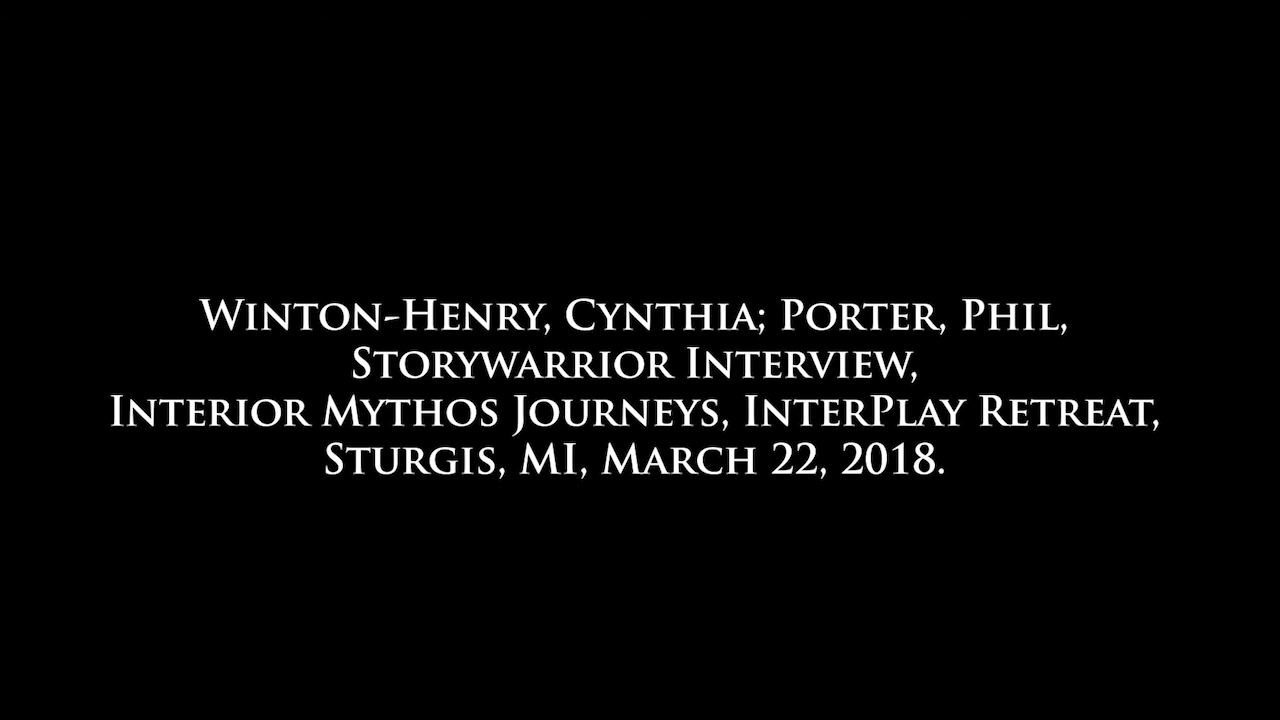 Winton-Henry, Cynthia; Porter, Phil,
Storywarrior Interview,
Interior Mythos Journeys, InterPlay Retreat,
Sturgis, MI, March 22, 2018.